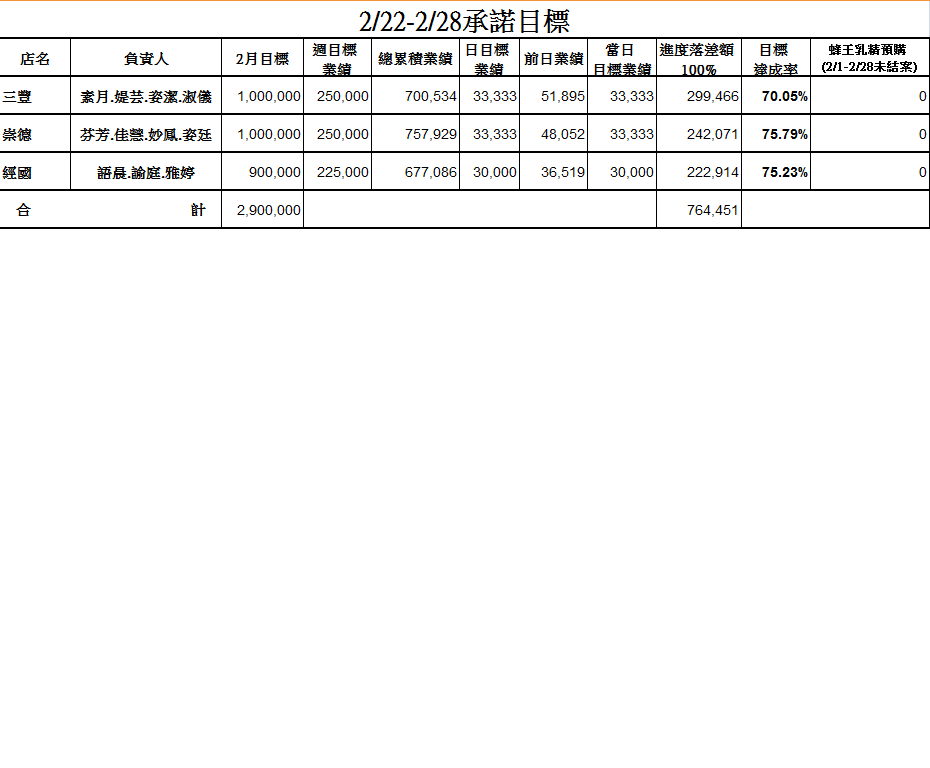 2/22-2/28承諾目標
店名 負責人 2月目標 週目標業績 總累積業績 日目標業績 前日業績 當日目標業績 進度落差額100% 目標達成率 蜂王乳精預購(2/1-2/28未結案)
三豐 素月.媞芸.姿潔.淑儀 1,000,000 250,000 700,534 33,333 51,895 33,333 299,466 70.05% 0
崇德 芬芳.佳慧.妙鳳.姿廷 1,000,000 250,000 757,929 33,333 48,052 33,333 242,071 75.79% 0
經國 語晨.諭庭.雅婷 900,000 225,000 677,086 30,000 36,519 30,000 222,914 75.23% 0
合 計 2,900,000 764,451